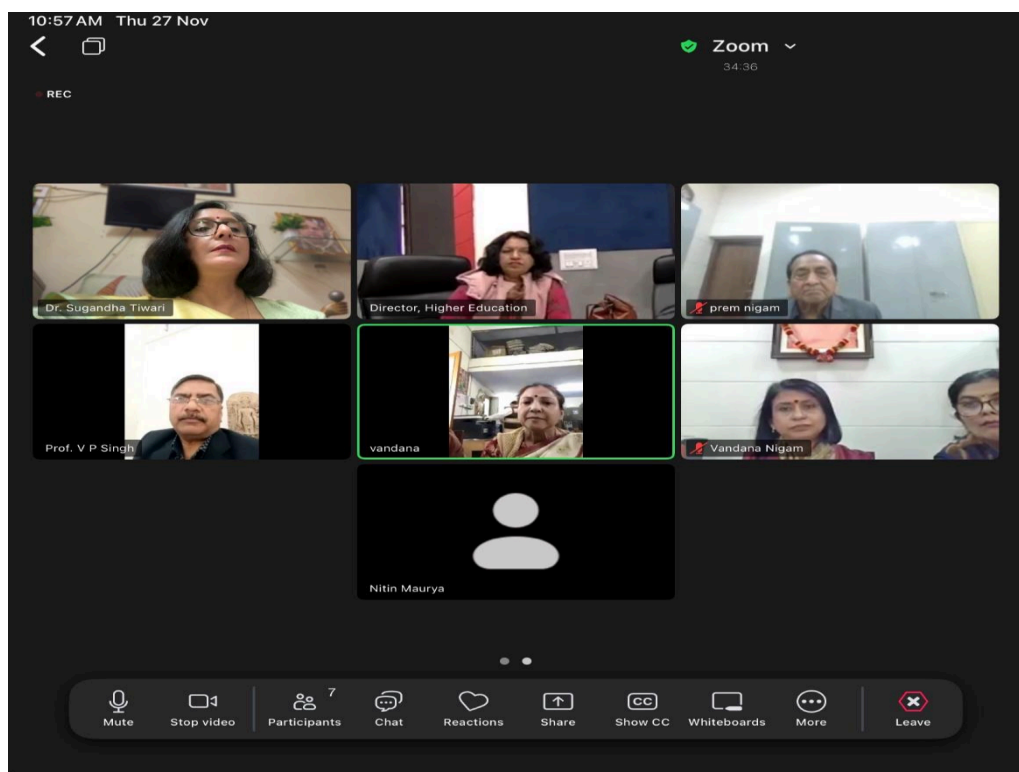 10:57 AM Thu 27 Nov
Zoom
34:36
REC
Dr. Sugandha Tiwari
Director, Higher Education
prem nigam
Prof. V P Singh
vandana
Vandana Nigam
Nitin Maurya
7
Mute
Stop video
Participants
Chat
Reactions
Share
CC
Show CC
Whiteboards
More
Leave